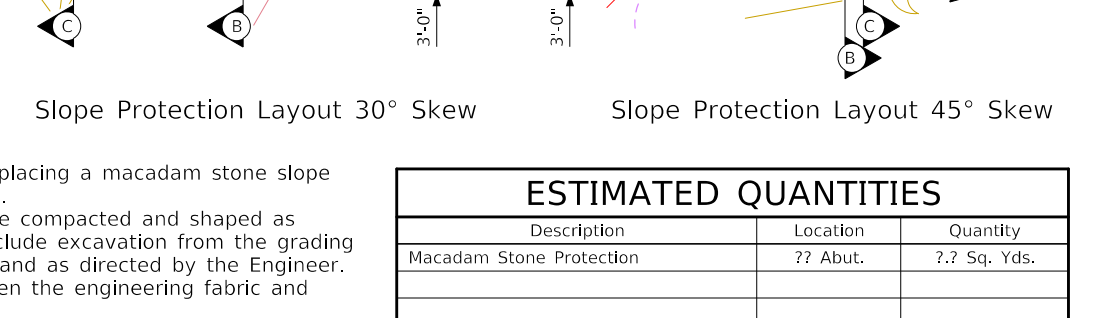 C
B
3'-0"
3'-0"
C
B
Slope Protection Layout 30° Skew
Slope Protection Layout 45° Skew
placing a macadam stone slope
.
e compacted and shaped as
clude excavation from the grading
and as directed by the Engineer.
en the engineering fabric and
ESTIMATED QUANTITIES
Description Location Quantity
Macadam Stone Protection ?? Abut. ?.? Sq. Yds.